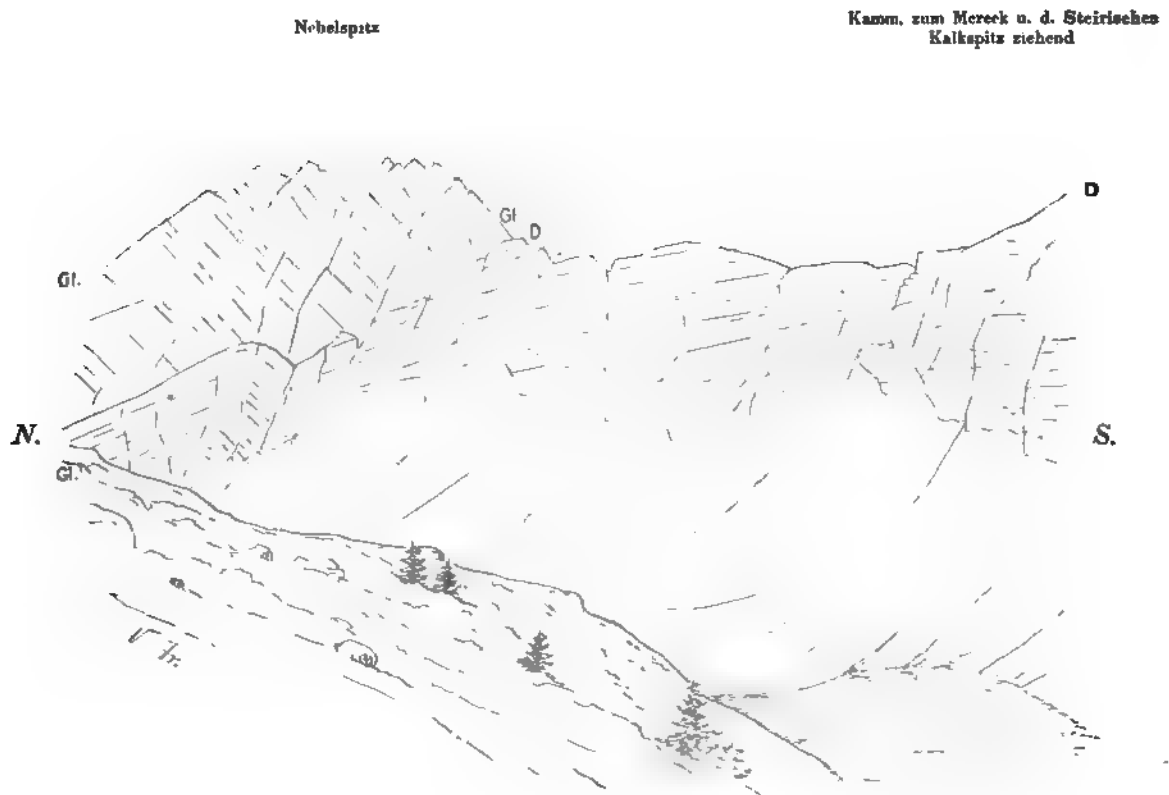 Nebelspitz
Kamm, zum Mereck u. d. Steirischen
Kalkspitz ziehend
D
Gl
D
Gl.
N.
S.
Gl.